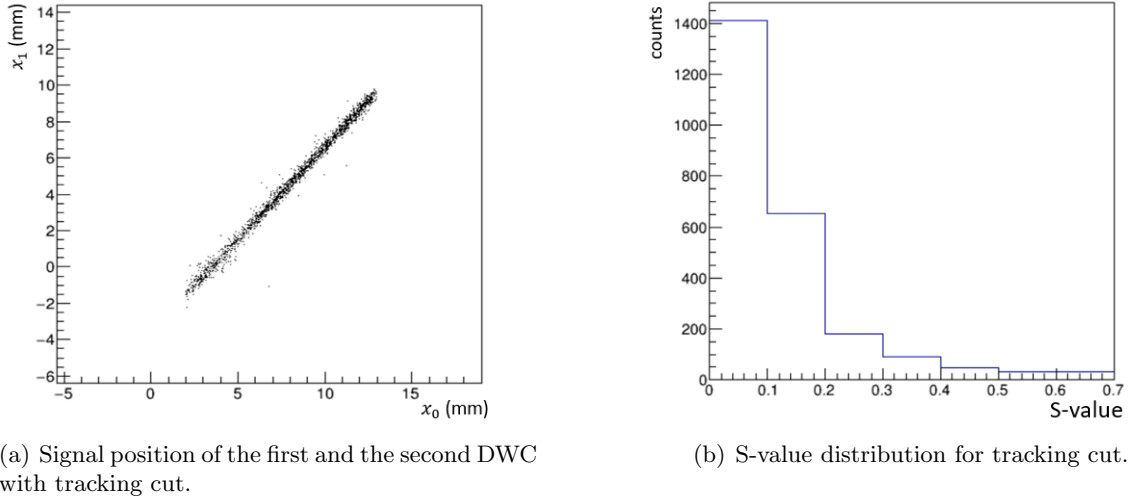 x₁ (mm)
14
12
10
8
6
4
2
0
−2
−4
−6
−5 0 5 10 15
x₀ (mm)
counts
1400
1200
1000
800
600
400
200
0
0 0.1 0.2 0.3 0.4 0.5 0.6 0.7
S-value
(a) Signal position of the first and the second DWC
with tracking cut.
(b) S-value distribution for tracking cut.